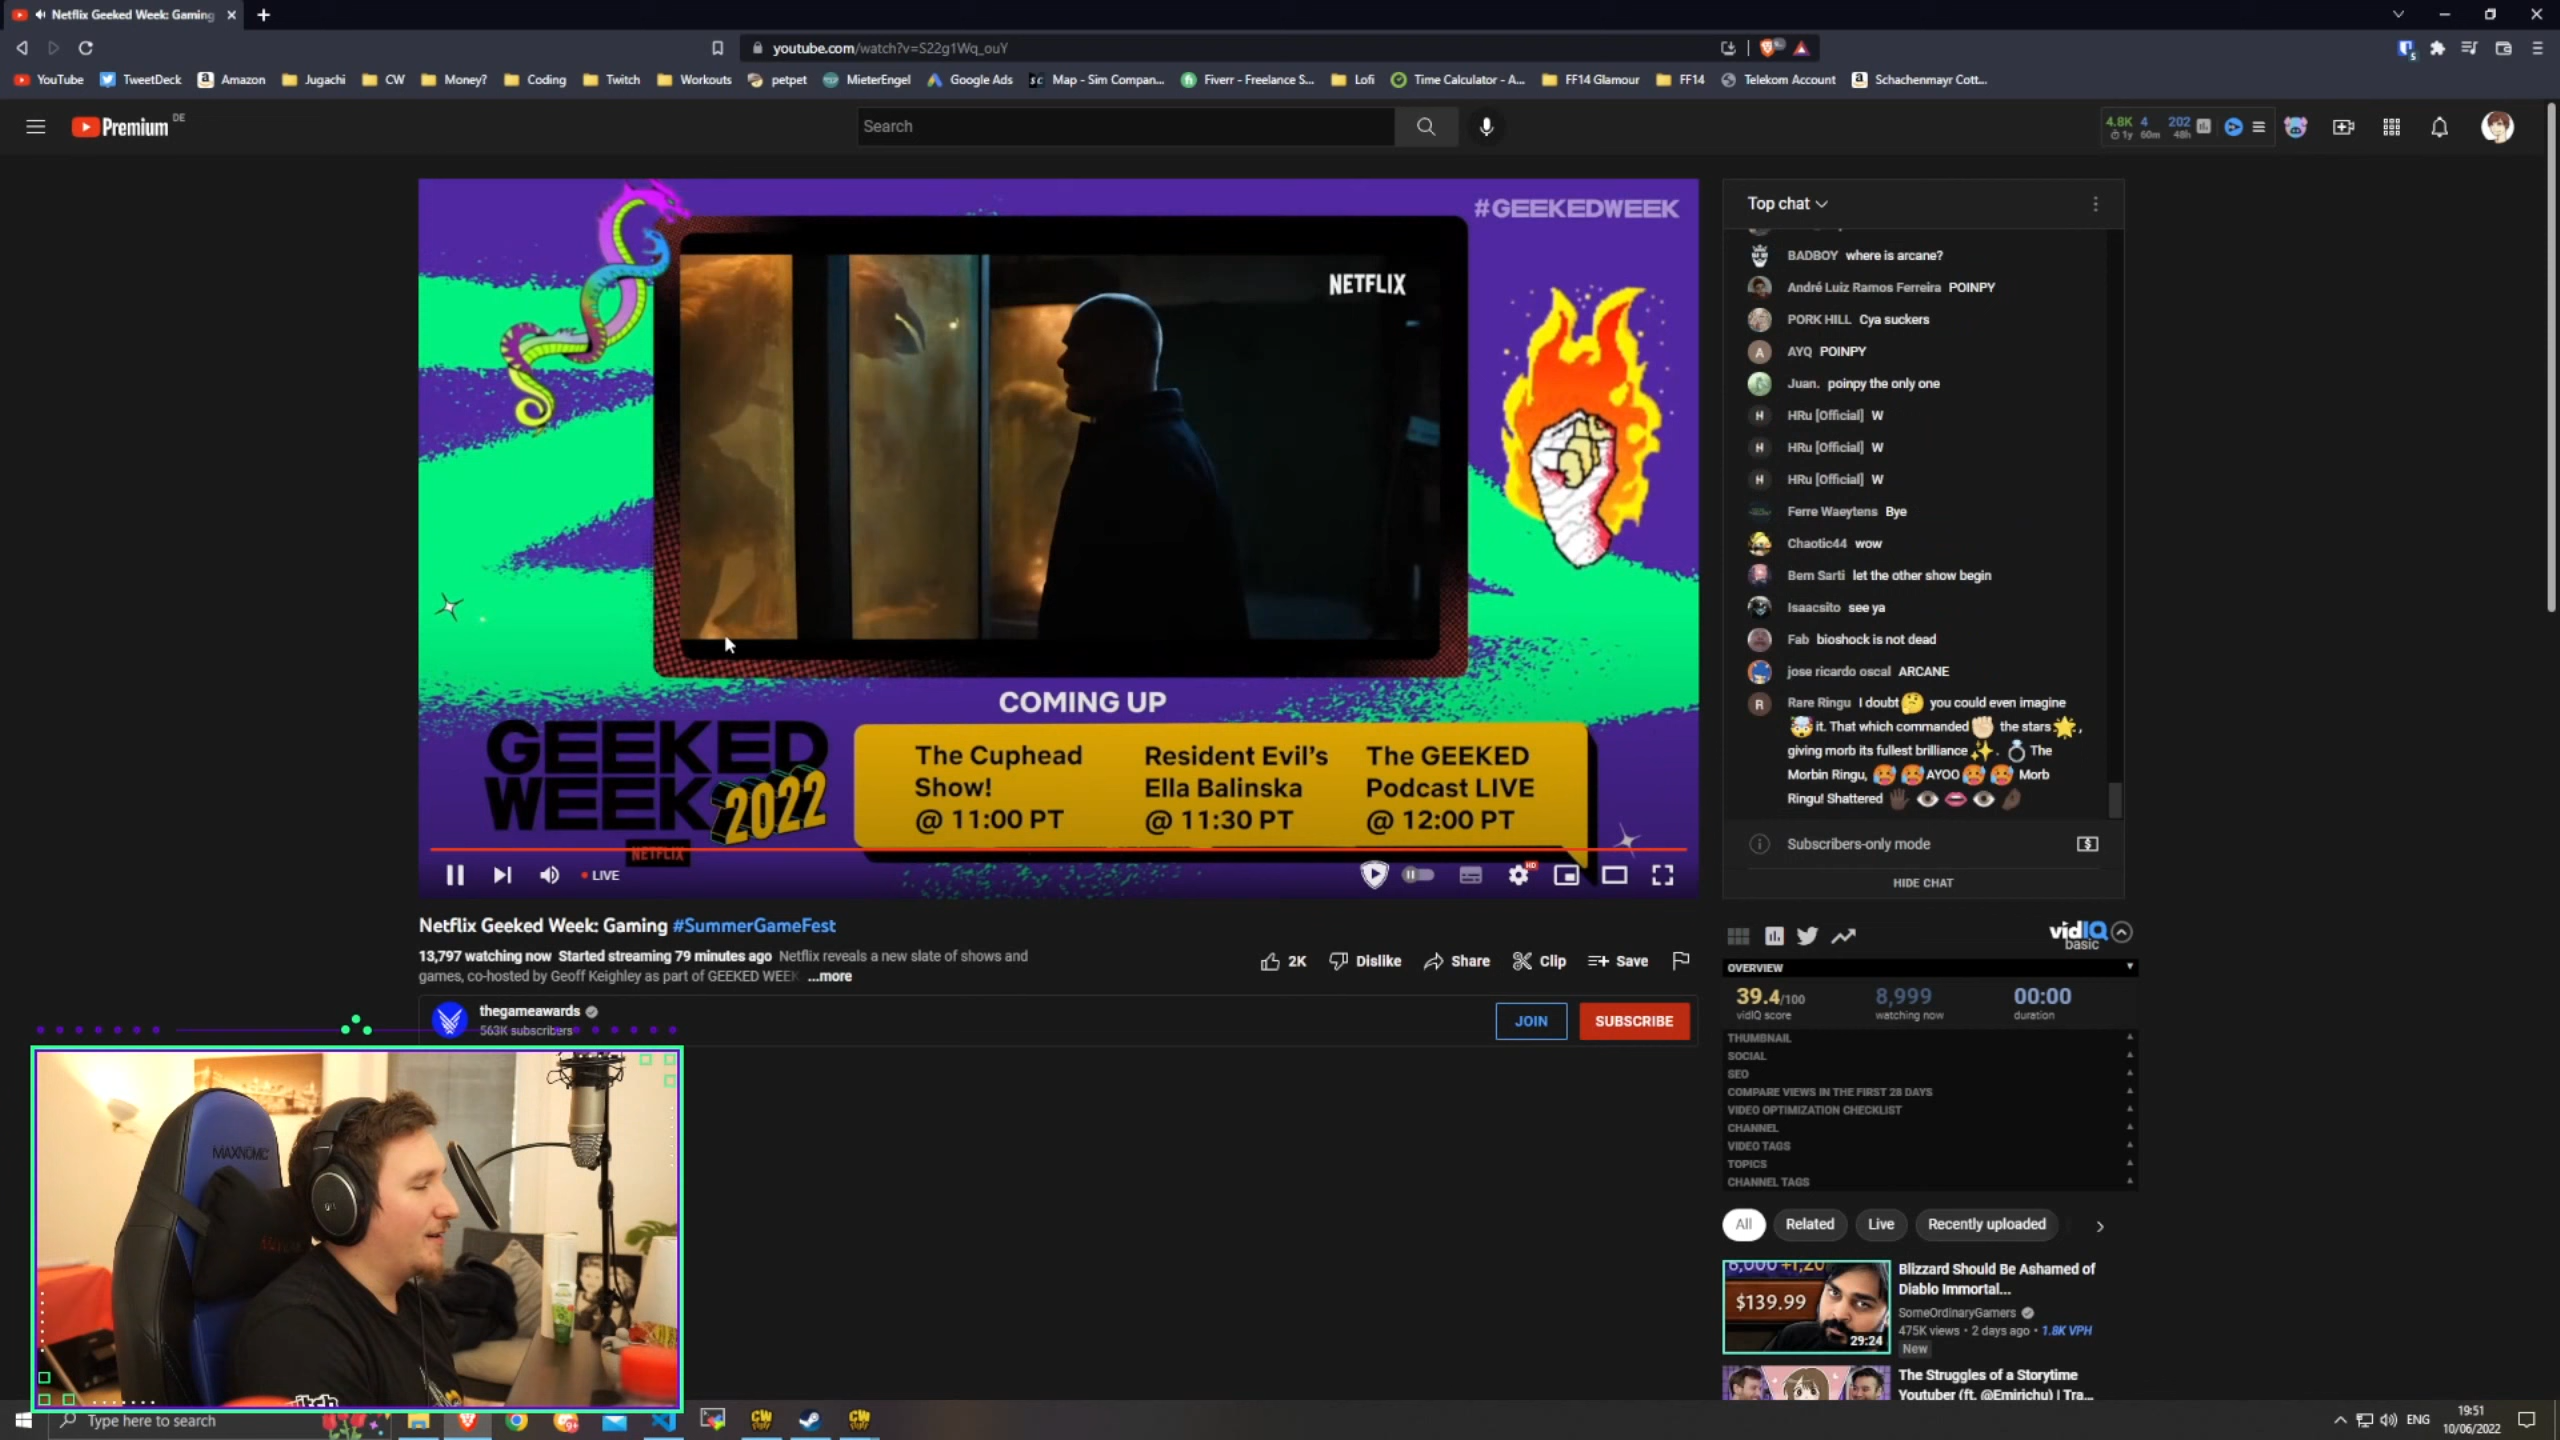 Netflix Geeked Week: Gaming
youtube.com/watch?v=S22g1Wq_ouY
YouTube TweetDeck Amazon Jugachi CW Money? Coding Twitch Workouts petpet MieterEngel Google Ads Map - Sim Compan... Fiverr - Freelance S... Lofi Time Calculator - A... FF14 Glamour FF14 Telekom Account Schachenmayr Cott...
Premium DE
Search
4.8K 4 202
1y 60m 48h
#GEEKEDWEEK
NETFLIX
COMING UP
GEEKED
WEEK
2022
NETFLIX
The Cuphead
Show!
@ 11:00 PT
Resident Evil's
Ella Balinska
@ 11:30 PT
The GEEKED
Podcast LIVE
@ 12:00 PT
LIVE
HD
Top chat
BADBOY where is arcane?
André Luiz Ramos Ferreira POINPY
PORK HILL Cya suckers
A AYQ POINPY
Juan. poinpy the only one
H HRu [Official] W
H HRu [Official] W
H HRu [Official] W
Ferre Waeytens Bye
Chaotic44 wow
Bem Sarti let the other show begin
Isaacsito see ya
Fab bioshock is not dead
jose ricardo oscal ARCANE
R Rare Ringu I doubt 🤔 you could even imagine
🤯 it. That which commanded ✊🏻 the stars 🌟,
giving morb its fullest brilliance ✨. 💍 The
Morbin Ringu, 🥵 🥵 AYOO 🥵 🥵 Morb
Ringu! Shattered
Subscribers-only mode
HIDE CHAT
Netflix Geeked Week: Gaming #SummerGameFest
13,797 watching now Started streaming 79 minutes ago Netflix reveals a new slate of shows and
games, co-hosted by Geoff Keighley as part of GEEKED WEEK ...more
2K Dislike Share Clip Save
thegameawards
563K subscribers
JOIN SUBSCRIBE
vidIQ
basic
OVERVIEW
39.4/100 8,999 00:00
vidIQ score watching now duration
THUMBNAIL
SOCIAL
SEO
COMPARE VIEWS IN THE FIRST 28 DAYS
VIDEO OPTIMIZATION CHECKLIST
CHANNEL
VIDEO TAGS
TOPICS
CHANNEL TAGS
All Related Live Recently uploaded
$139.99
29:24
Blizzard Should Be Ashamed of
Diablo Immortal...
SomeOrdinaryGamers
475K views • 2 days ago • 1.8K VPH
New
The Struggles of a Storytime
Youtuber (ft. @Emirichu) | Tra...
MAXNOMIC
Type here to search
ENG
19:51
10/06/2022